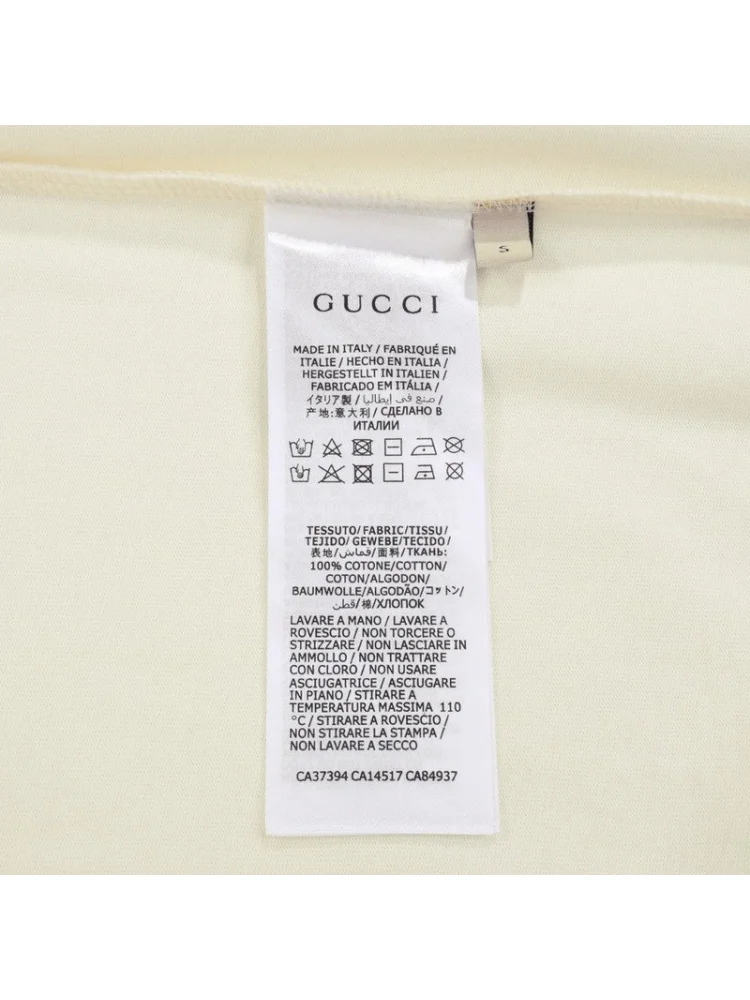 S
GUCCI
MADE IN ITALY / FABRIQUÉ EN
ITALIE / HECHO EN ITALIA /
HERGESTELLT IN ITALIEN /
FABRICADO EM ITÁLIA /
イタリア製 / صنع في إيطاليا /
产地:意大利 / СДЕЛАНО В
ИТАЛИИ
TESSUTO/FABRIC/TISSU/
TEJIDO/ GEWEBE/TECIDO/
表地/قماش/面料/ТКАНЬ:
100% COTONE/COTTON/
COTON/ALGODON/
BAUMWOLLE/ALGODÃO/コットン/
قطن/棉/ХЛОПОК
LAVARE A MANO / LAVARE A
ROVESCIO / NON TORCERE O
STRIZZARE / NON LASCIARE IN
AMMOLLO / NON TRATTARE
CON CLORO / NON USARE
ASCIUGATRICE / ASCIUGARE
IN PIANO / STIRARE A
TEMPERATURA MASSIMA 110
°C / STIRARE A ROVESCIO /
NON STIRARE LA STAMPA /
NON LAVARE A SECCO
CA37394 CA14517 CA84937